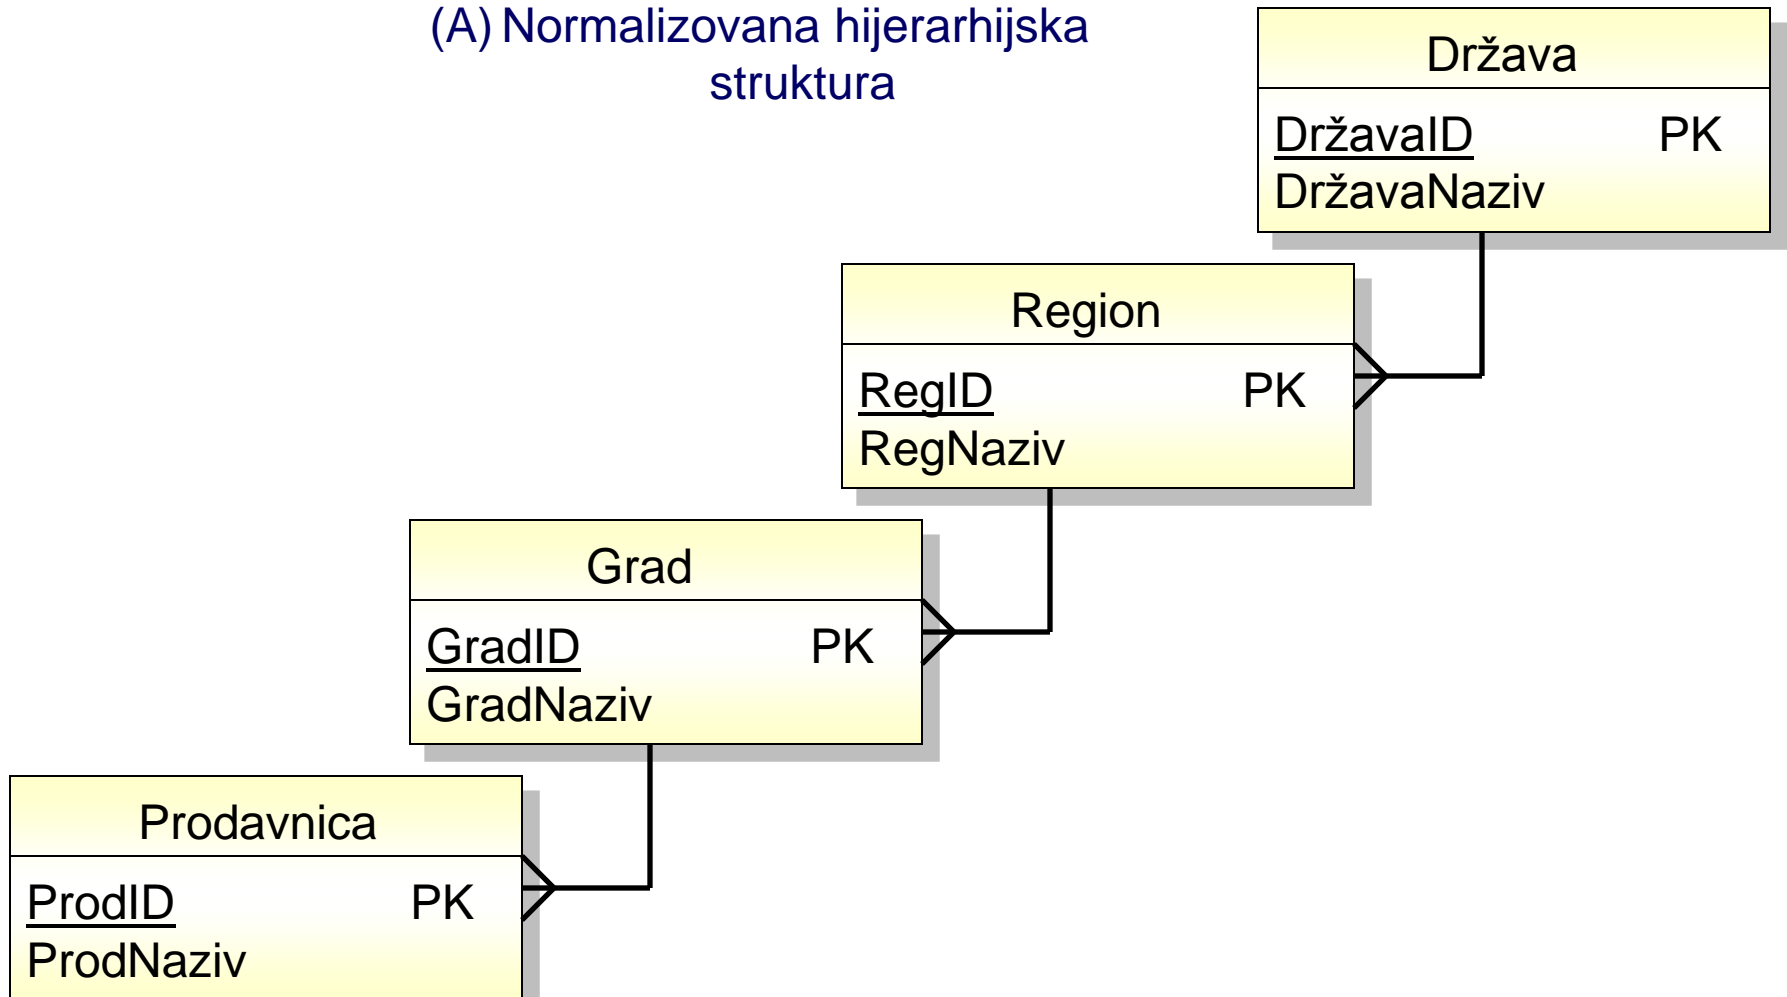 (A) Normalizovana hijerarhijska
struktura
Država
DržavaID PK
DržavaNaziv
Region
RegID PK
RegNaziv
Grad
GradID PK
GradNaziv
Prodavnica
ProdID PK
ProdNaziv